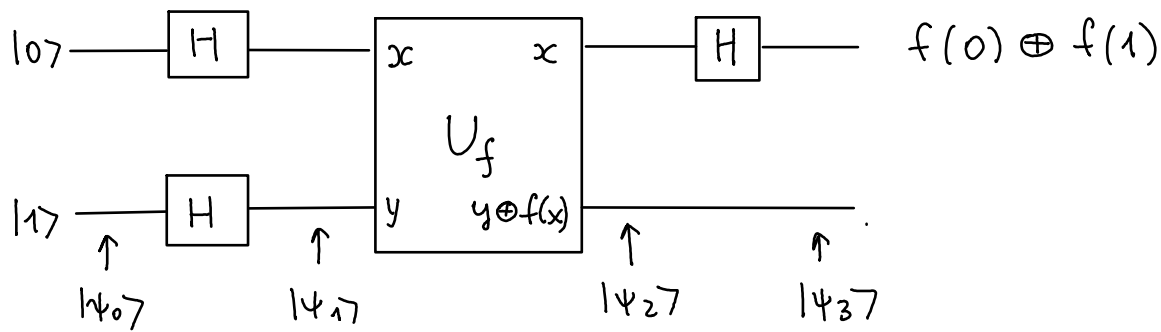 |0⟩ H x x H f(0) ⊕ f(1)
U_f
|1⟩ H y y⊕f(x)
|ψ₀⟩ |ψ₁⟩ |ψ₂⟩ |ψ₃⟩